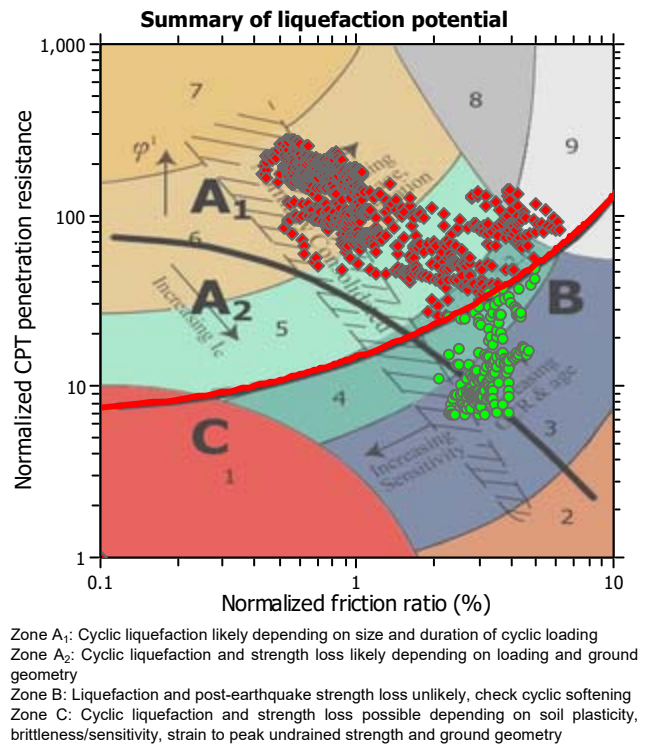 Summary of liquefaction potential
1,000
100
10
1
Normalized CPT penetration resistance
7
8
9
φ'
A1
6
A2
Increasing Ic
5
B
4
C
1
3
Increasing
Sensitivity
2
& age
Consolidated
0.1
1
10
Normalized friction ratio (%)
Zone A1: Cyclic liquefaction likely depending on size and duration of cyclic loading
Zone A2: Cyclic liquefaction and strength loss likely depending on loading and ground
geometry
Zone B: Liquefaction and post-earthquake strength loss unlikely, check cyclic softening
Zone C: Cyclic liquefaction and strength loss possible depending on soil plasticity,
brittleness/sensitivity, strain to peak undrained strength and ground geometry